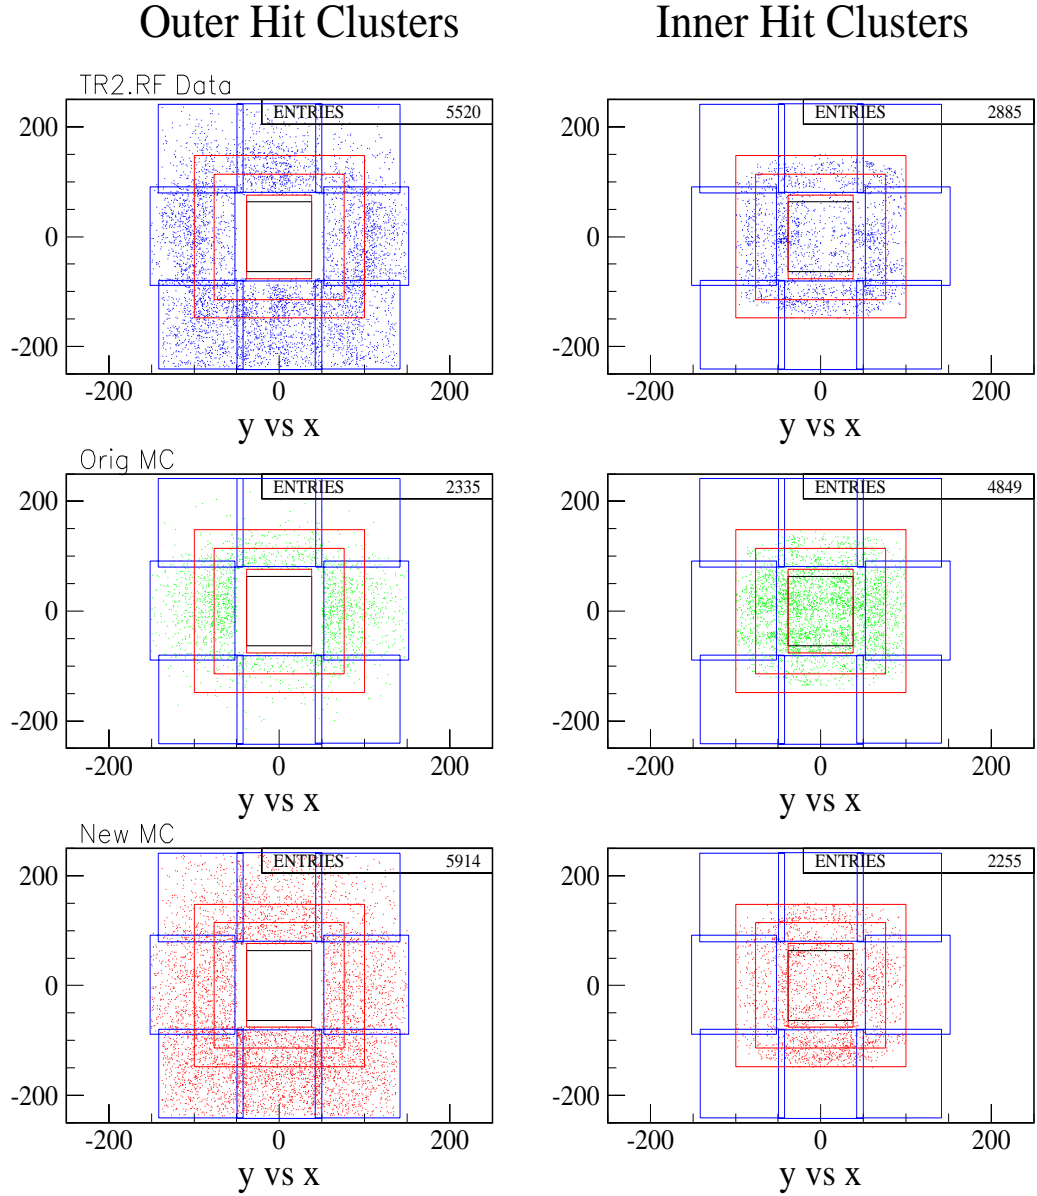 Outer Hit Clusters
Inner Hit Clusters
TR2.RF Data
ENTRIES 5520
200
0
-200
-200 0 200
y vs x
ENTRIES 2885
200
0
-200
-200 0 200
y vs x
Orig MC
ENTRIES 2335
200
0
-200
-200 0 200
y vs x
ENTRIES 4849
200
0
-200
-200 0 200
y vs x
New MC
ENTRIES 5914
200
0
-200
-200 0 200
y vs x
ENTRIES 2255
200
0
-200
-200 0 200
y vs x